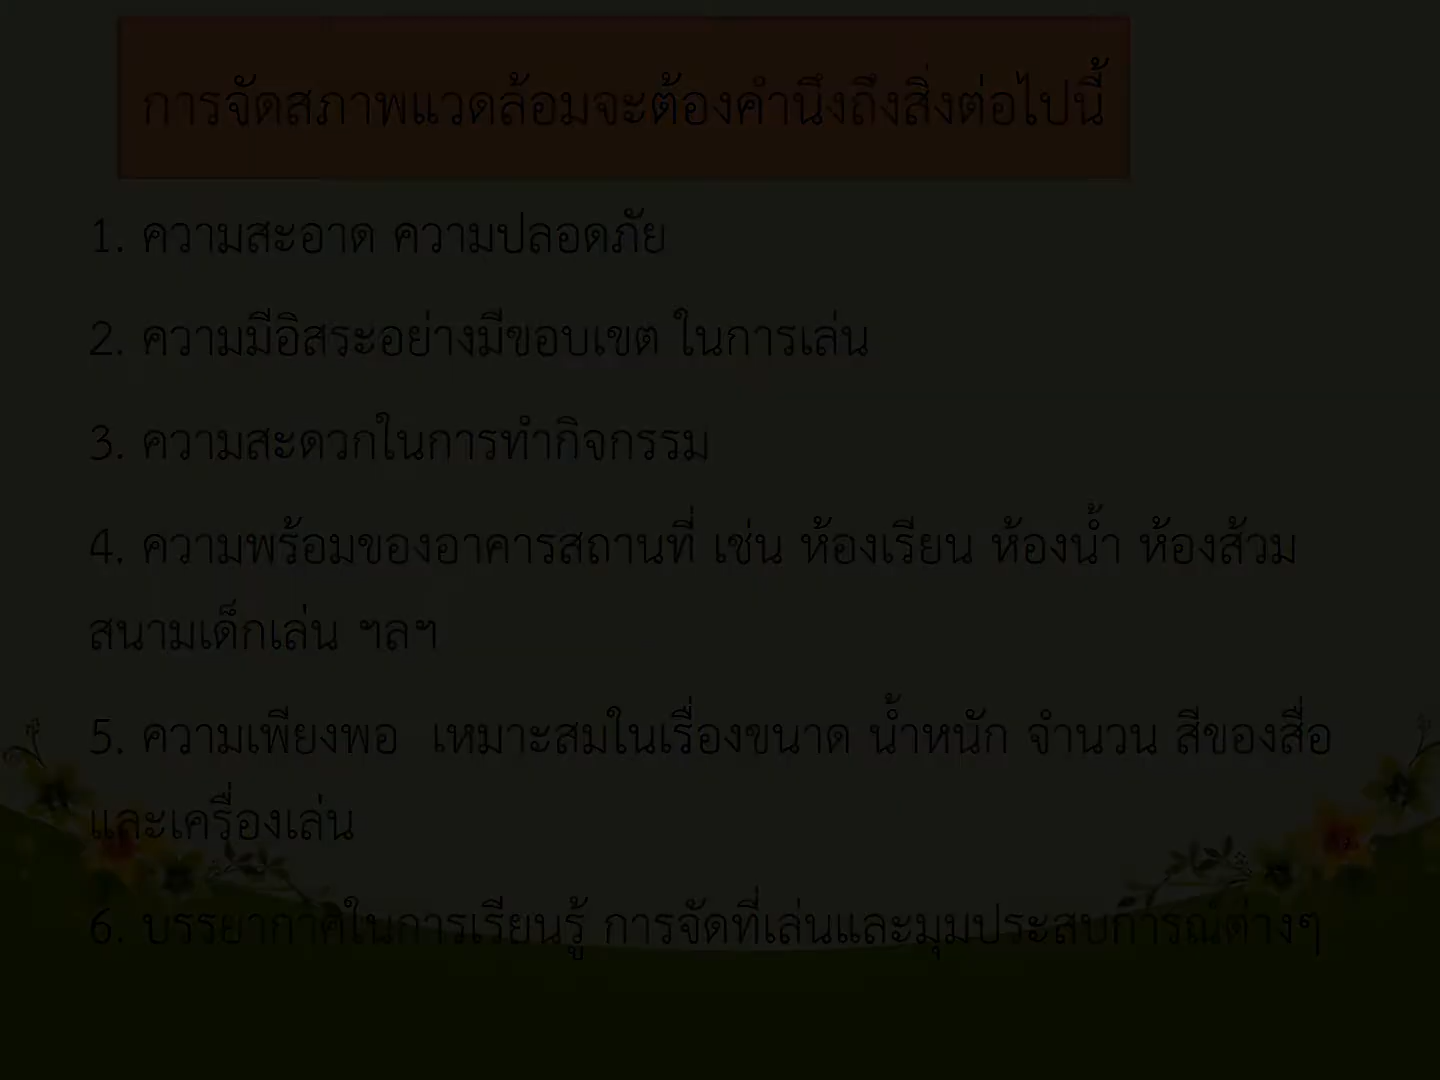 การจัดสภาพแวดล้อมจะต้องคำนึงถึงสิ่งต่อไปนี้
1. ความสะอาด ความปลอดภัย
2. ความมีอิสระอย่างมีขอบเขต ในการเล่น
3. ความสะดวกในการทำกิจกรรม
4. ความพร้อมของอาคารสถานที่ เช่น ห้องเรียน ห้องน้ำ ห้องส้วม
สนามเด็กเล่น ฯลฯ
5. ความเพียงพอ เหมาะสมในเรื่องขนาด น้ำหนัก จำนวน สีของสื่อ
และเครื่องเล่น
6. บรรยากาศในการเรียนรู้ การจัดที่เล่นและมุมประสบการณ์ต่างๆ